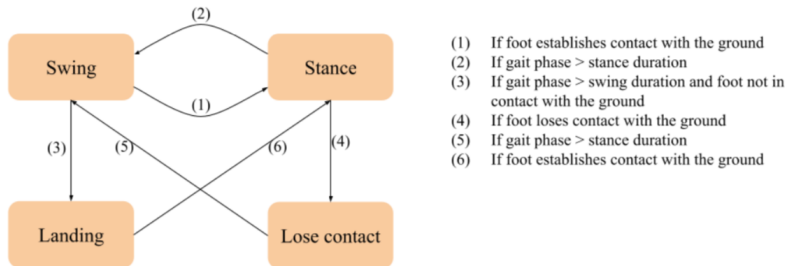 (2)
Swing
Stance
(1)
(3)
(5)
(6)
(4)
Landing
Lose contact
(1) If foot establishes contact with the ground
(2) If gait phase > stance duration
(3) If gait phase > swing duration and foot not in
contact with the ground
(4) If foot loses contact with the ground
(5) If gait phase > stance duration
(6) If foot establishes contact with the ground